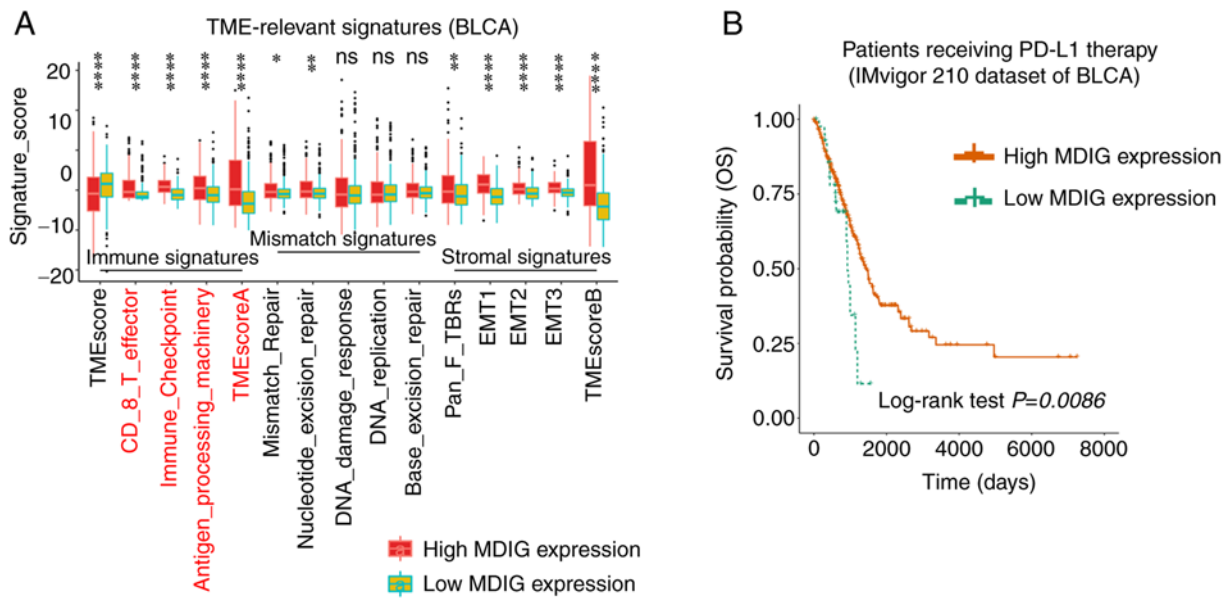 A
TME-relevant signatures (BLCA)
**** **** **** **** **** * ** ns ns ns ** **** **** **** ****
20
10
0
−10
−20
Signature_score
Immune signatures
Mismatch signatures
Stromal signatures
TMEscore
CD_8_T_effector
Immune_Checkpoint
Antigen_processing_machinery
TMEscoreA
Mismatch_Repair
Nucleotide_excision_repair
DNA_damage_response
DNA_replication
Base_excision_repair
Pan_F_TBRs
EMT1
EMT2
EMT3
TMEscoreB
High MDIG expression
Low MDIG expression
B
Patients receiving PD-L1 therapy
(IMvigor 210 dataset of BLCA)
1.00
0.75
0.50
0.25
0.00
Survival probability (OS)
High MDIG expression
Low MDIG expression
Log-rank test P=0.0086
0 2000 4000 6000 8000
Time (days)